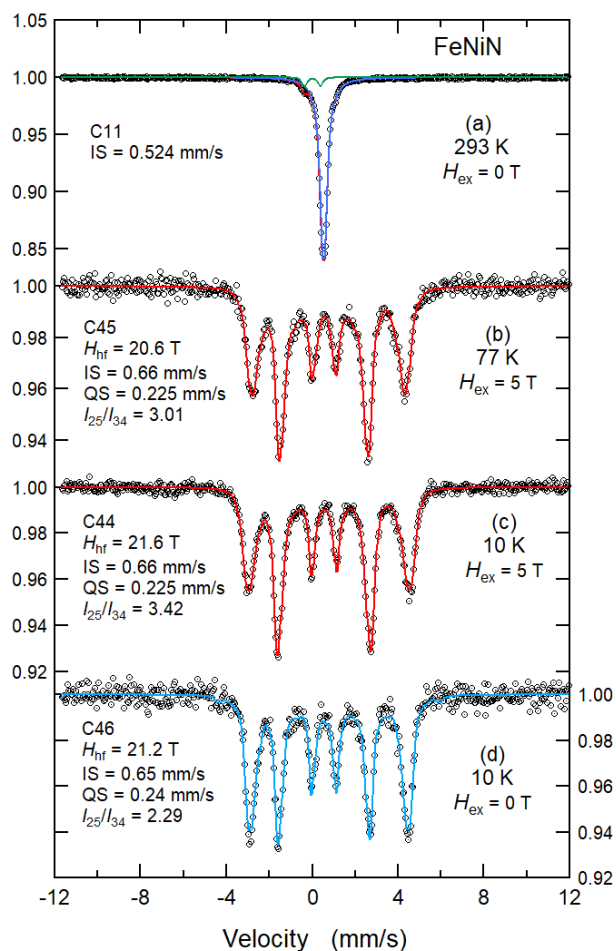 FeNiN
1.05
1.00
0.95
0.90
0.85
C11
IS = 0.524 mm/s
(a)
293 K
Hex = 0 T
1.00
0.98
0.96
0.94
C45
Hhf = 20.6 T
IS = 0.66 mm/s
QS = 0.225 mm/s
I25/I34 = 3.01
(b)
77 K
Hex = 5 T
1.00
0.98
0.96
0.94
0.92
C44
Hhf = 21.6 T
IS = 0.66 mm/s
QS = 0.225 mm/s
I25/I34 = 3.42
(c)
10 K
Hex = 5 T
C46
Hhf = 21.2 T
IS = 0.65 mm/s
QS = 0.24 mm/s
I25/I34 = 2.29
(d)
10 K
Hex = 0 T
1.00
0.98
0.96
0.94
0.92
-12 -8 -4 0 4 8 12
Velocity (mm/s)